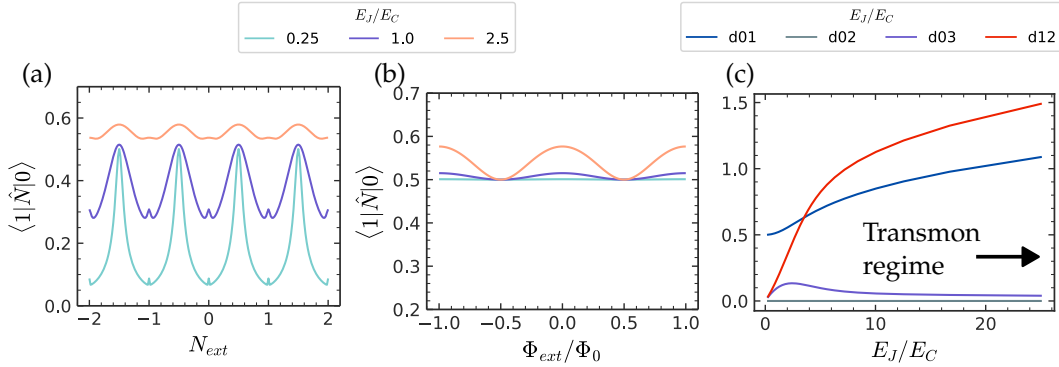 E_J/E_C
0.25 1.0 2.5
E_J/E_C
d01 d02 d03 d12
(a)
⟨1|N̂|0⟩
0.6
0.4
0.2
0.0
−2 −1 0 1 2
N_ext
(b)
⟨1|N̂|0⟩
0.7
0.6
0.5
0.4
0.3
0.2
−1.0 −0.5 0.0 0.5 1.0
Φ_ext/Φ_0
(c)
1.5
1.0
0.5
0.0
Transmon
regime
0 10 20
E_J/E_C